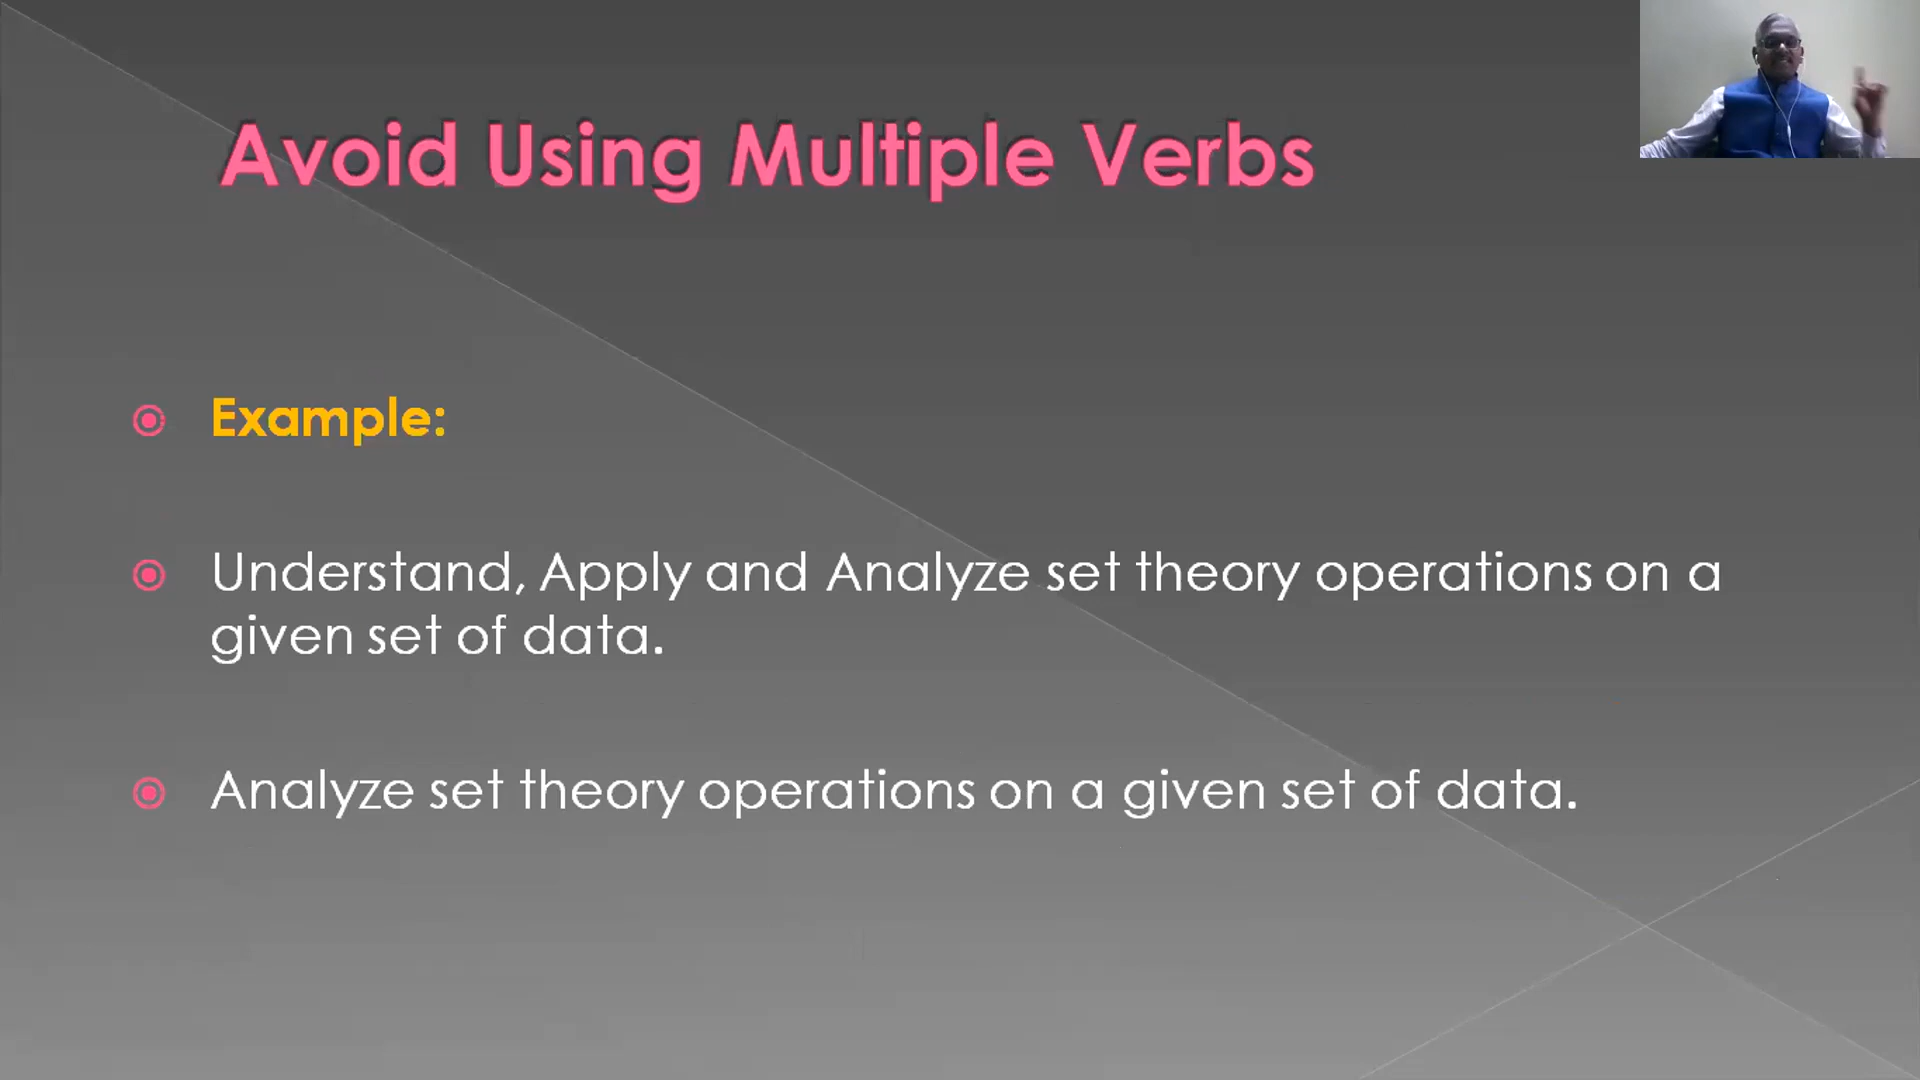 Avoid Using Multiple Verbs
Example:
Understand, Apply and Analyze set theory operations on a
given set of data.
Analyze set theory operations on a given set of data.